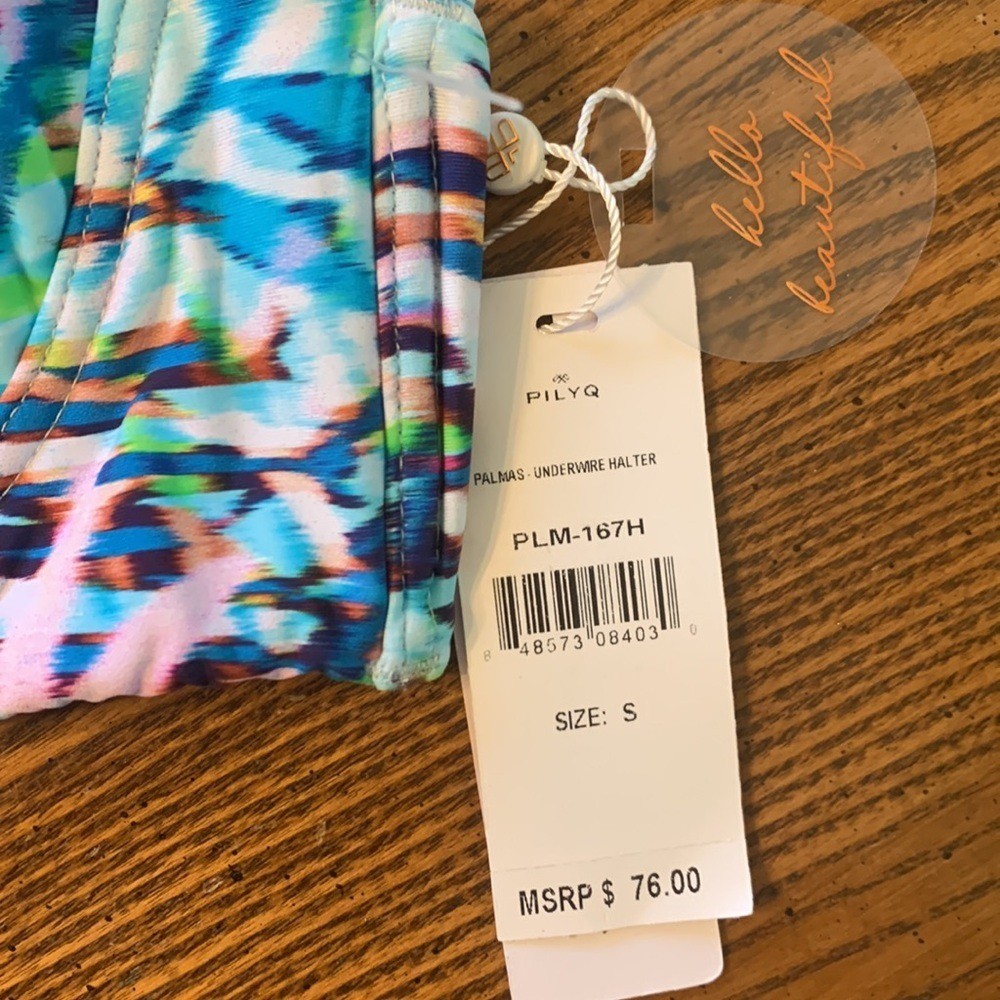 hello
beautiful
PILYQ
PALMAS - UNDERWIRE HALTER
PLM-167H
8 48573 08403 0
SIZE: S
MSRP $ 76.00